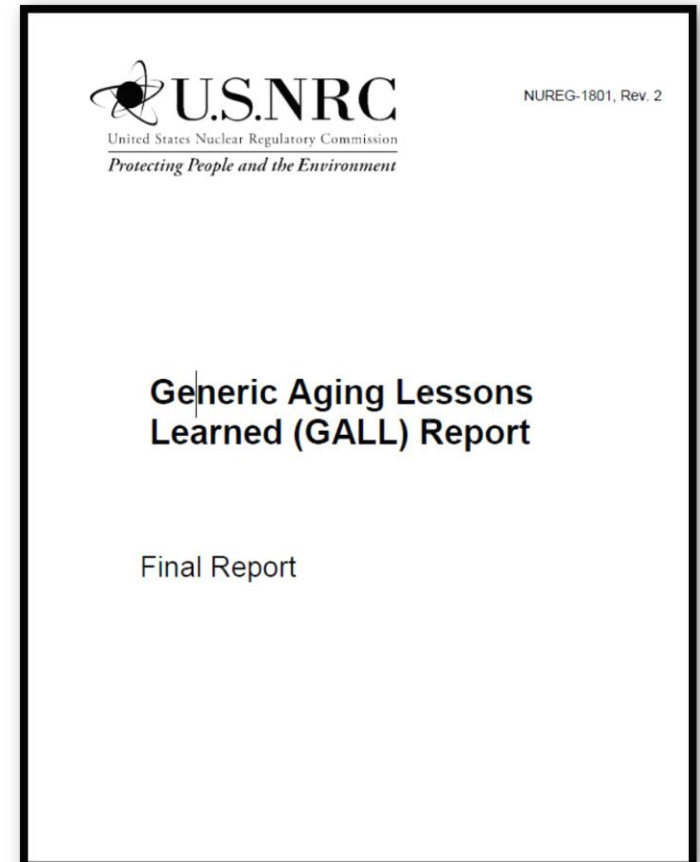 U.S.NRC
NUREG-1801, Rev. 2
United States Nuclear Regulatory Commission
Protecting People and the Environment
Generic Aging Lessons
Learned (GALL) Report
Final Report